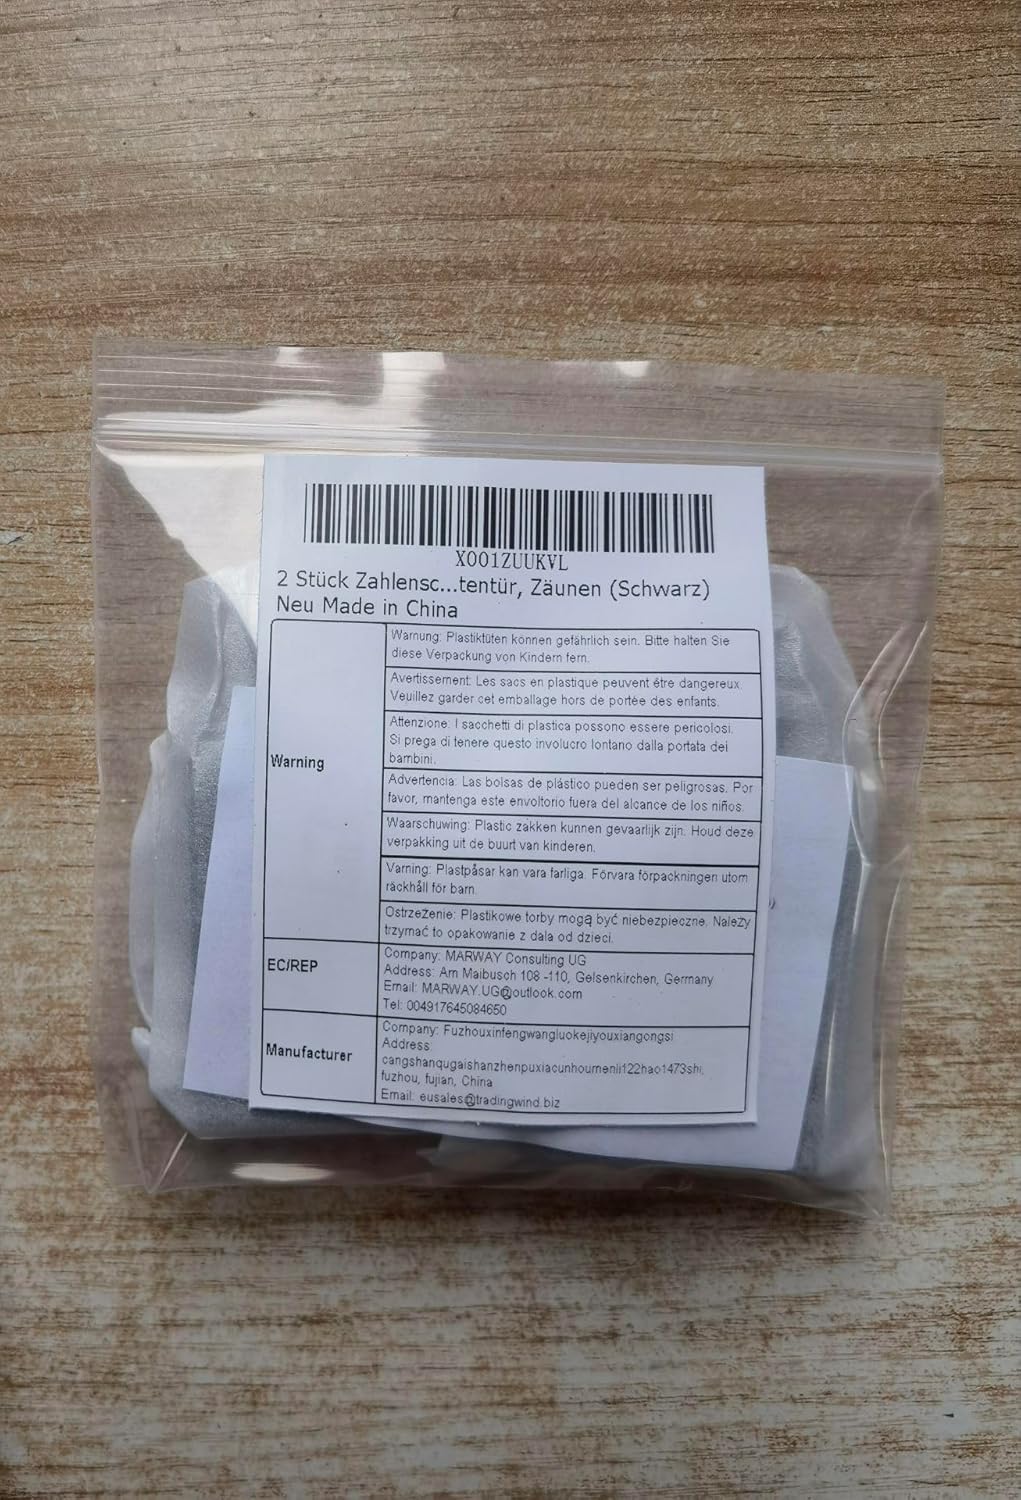 X001ZUUKVL
2 Stück Zahlensc...tentür, Zäunen (Schwarz)
Neu Made in China
Warning
Warnung: Plastiktüten können gefährlich sein. Bitte halten Sie
diese Verpackung von Kindern fern.
Avertissement: Les sacs en plastique peuvent être dangereux.
Veuillez garder cet emballage hors de portée des enfants.
Attenzione: I sacchetti di plastica possono essere pericolosi.
Si prega di tenere questo involucro lontano dalla portata dei
bambini.
Advertencia: Las bolsas de plástico pueden ser peligrosas. Por
favor, mantenga este envoltorio fuera del alcance de los niños.
Waarschuwing: Plastic zakken kunnen gevaarlijk zijn. Houd deze
verpakking uit de buurt van kinderen.
Varning: Plastpåsar kan vara farliga. Förvara förpackningen utom
räckhåll för barn.
Ostrzeżenie: Plastikowe torby mogą być niebezpieczne. Należy
trzymać to opakowanie z dala od dzieci.
EC/REP
Company: MARWAY Consulting UG
Address: Am Maibusch 108 -110, Gelsenkirchen, Germany
Email: MARWAY.UG@outlook.com
Tel: 004917645084650
Manufacturer
Company: Fuzhouxinfengwangluokejiyouxiangongsi
Address:
cangshanqugaishanzhenpuxiacunhoumenli122hao1473shi,
fuzhou, fujian, China
Email: eusales@tradingwind.biz